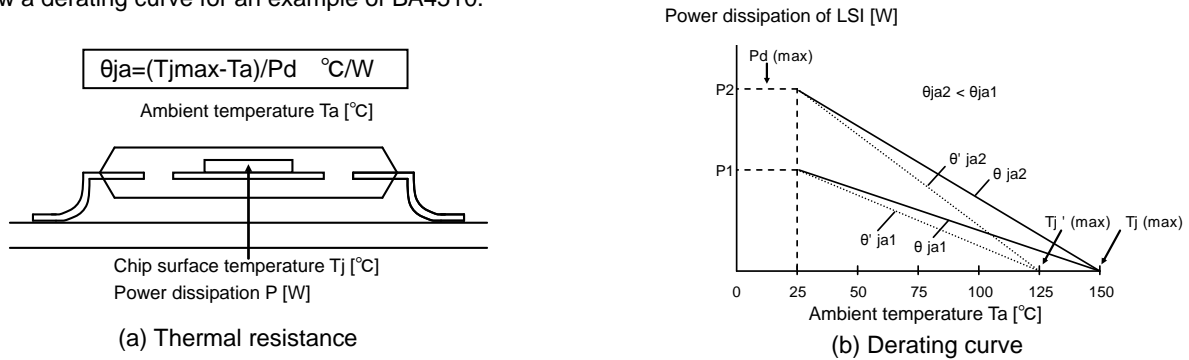 a derating curve for an example of BA4510.
θja=(Tjmax-Ta)/Pd ℃/W
Ambient temperature Ta [℃]
Chip surface temperature Tj [℃]
Power dissipation P [W]
(a) Thermal resistance
Power dissipation of LSI [W]
Pd (max)
P2
θja2 < θja1
P1
θ' ja2
θ ja2
Tj ' (max)
Tj (max)
θ' ja1
θ ja1
0
25
50
75
100
125
150
Ambient temperature Ta [℃]
(b) Derating curve